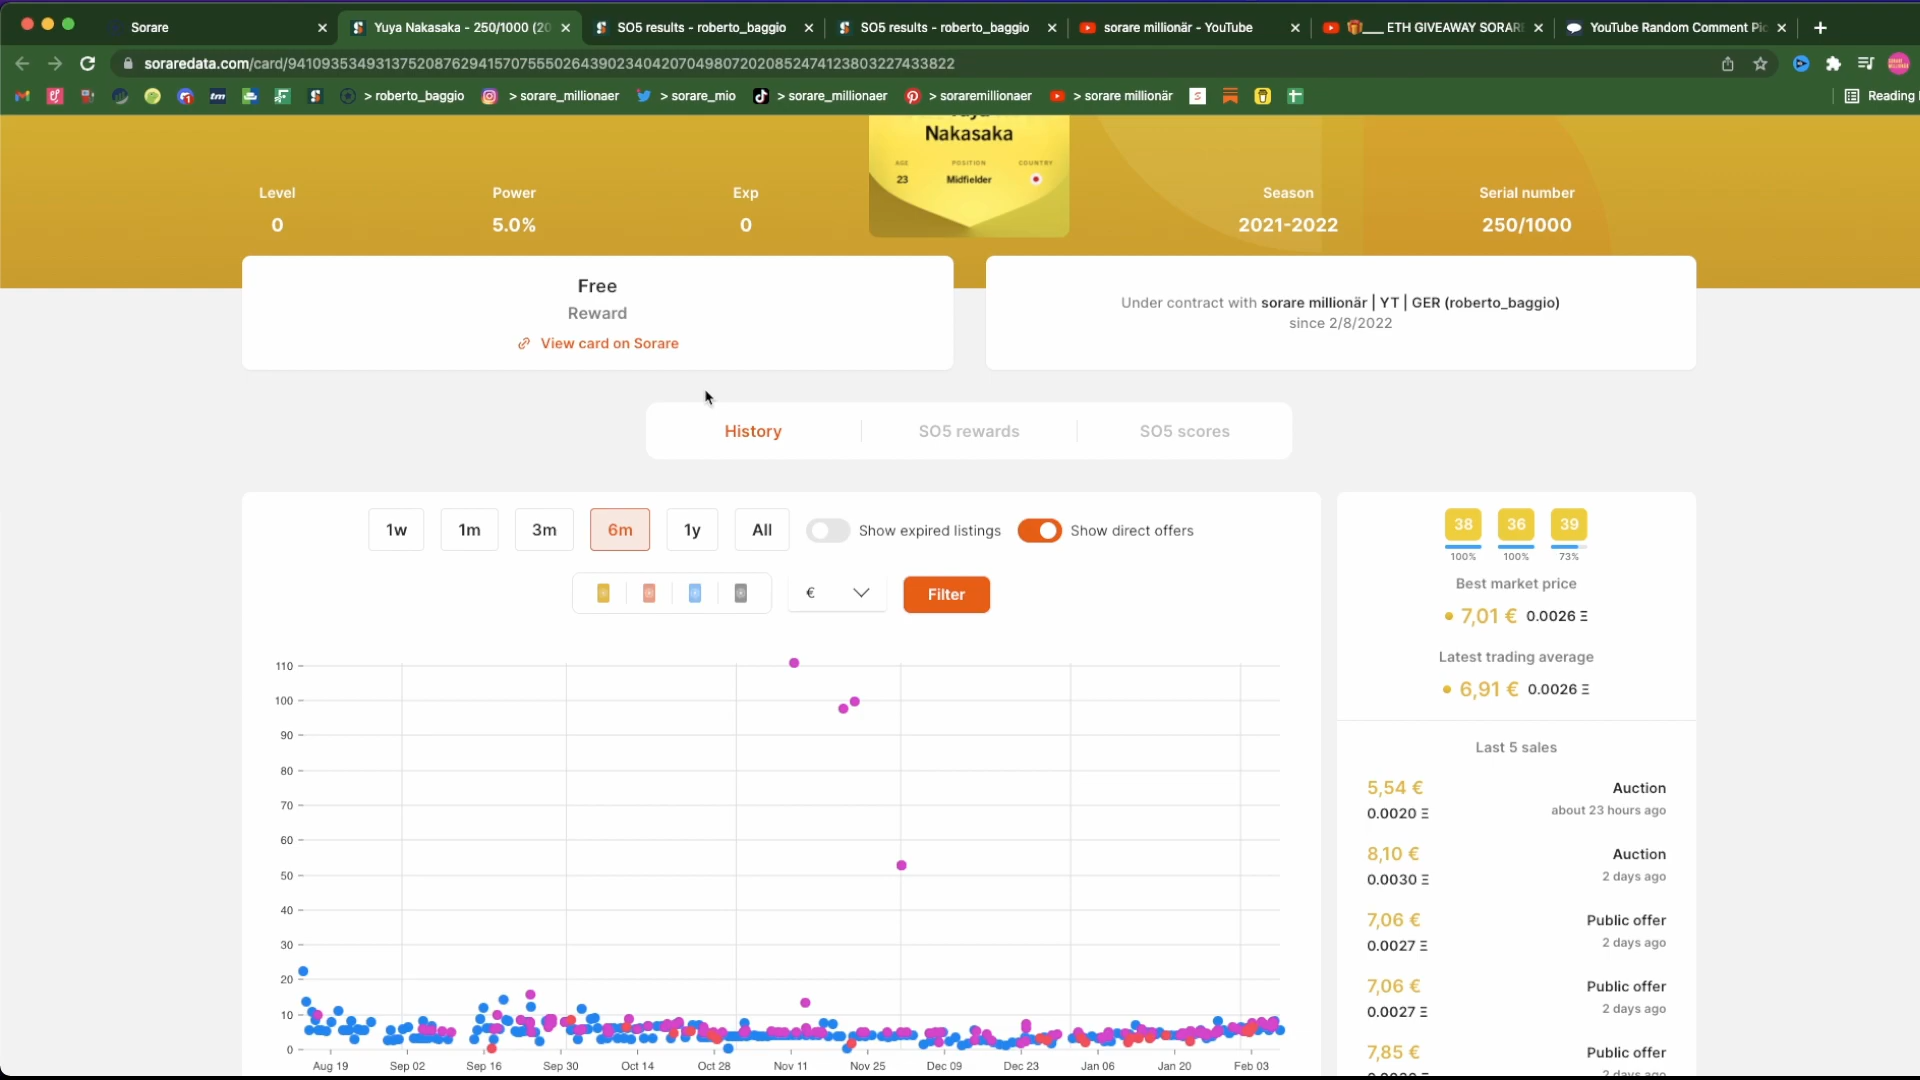 Sorare
Yuya Nakasaka - 250/1000 (20
SO5 results - roberto_baggio
SO5 results - roberto_baggio
sorare millionär - YouTube
ETH GIVEAWAY SORARE
YouTube Random Comment Pic
soraredata.com/card/94109353493137520876294157075550264390234042070498072020852474123803227433822
> roberto_baggio
> sorare_millionaer
> sorare_mio
> sorare_millionaer
> soraremillionaer
> sorare millionär
Reading
Nakasaka
AGE
POSITION
COUNTRY
23
Midfielder
Level
Power
Exp
Season
Serial number
0
5.0%
0
2021-2022
250/1000
Free
Reward
View card on Sorare
Under contract with sorare millionär | YT | GER (roberto_baggio)
since 2/8/2022
History
SO5 rewards
SO5 scores
1w
1m
3m
6m
1y
All
Show expired listings
Show direct offers
€
Filter
38
36
39
100%
100%
73%
Best market price
7,01 € 0.0026 Ξ
Latest trading average
6,91 € 0.0026 Ξ
Last 5 sales
5,54 €
Auction
0.0020 Ξ
about 23 hours ago
8,10 €
Auction
0.0030 Ξ
2 days ago
7,06 €
Public offer
0.0027 Ξ
2 days ago
7,06 €
Public offer
0.0027 Ξ
2 days ago
7,85 €
Public offer
2 days ago
110
100
90
80
70
60
50
40
30
20
10
0
Aug 19
Sep 02
Sep 16
Sep 30
Oct 14
Oct 28
Nov 11
Nov 25
Dec 09
Dec 23
Jan 06
Jan 20
Feb 03